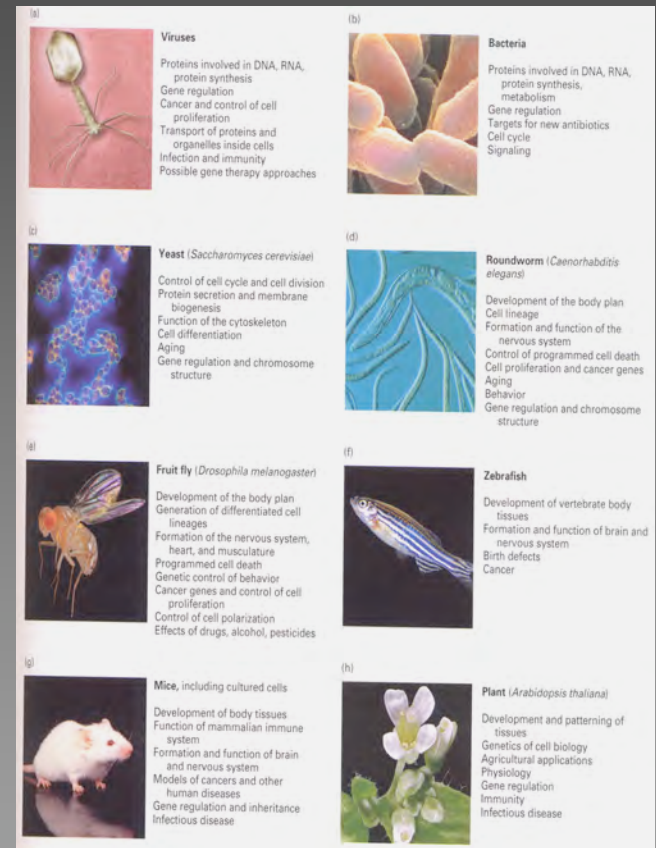 (a)
Viruses
Proteins involved in DNA, RNA,
protein synthesis
Gene regulation
Cancer and control of cell
proliferation
Transport of proteins and
organelles inside cells
Infection and immunity
Possible gene therapy approaches
(b)
Bacteria
Proteins involved in DNA, RNA,
protein synthesis,
metabolism
Gene regulation
Targets for new antibiotics
Cell cycle
Signaling
(c)
Yeast (Saccharomyces cerevisiae)
Control of cell cycle and cell division
Protein secretion and membrane
biogenesis
Function of the cytoskeleton
Cell differentiation
Aging
Gene regulation and chromosome
structure
(d)
Roundworm (Caenorhabditis
elegans)
Development of the body plan
Cell lineage
Formation and function of the
nervous system
Control of programmed cell death
Cell proliferation and cancer genes
Aging
Behavior
Gene regulation and chromosome
structure
(e)
Fruit fly (Drosophila melanogaster)
Development of the body plan
Generation of differentiated cell
lineages
Formation of the nervous system,
heart, and musculature
Programmed cell death
Genetic control of behavior
Cancer genes and control of cell
proliferation
Control of cell polarization
Effects of drugs, alcohol, pesticides
(f)
Zebrafish
Development of vertebrate body
tissues
Formation and function of brain and
nervous system
Birth defects
Cancer
(g)
Mice, including cultured cells
Development of body tissues
Function of mammalian immune
system
Formation and function of brain
and nervous system
Models of cancers and other
human diseases
Gene regulation and inheritance
Infectious disease
(h)
Plant (Arabidopsis thaliana)
Development and patterning of
tissues
Genetics of cell biology
Agricultural applications
Physiology
Gene regulation
Immunity
Infectious disease